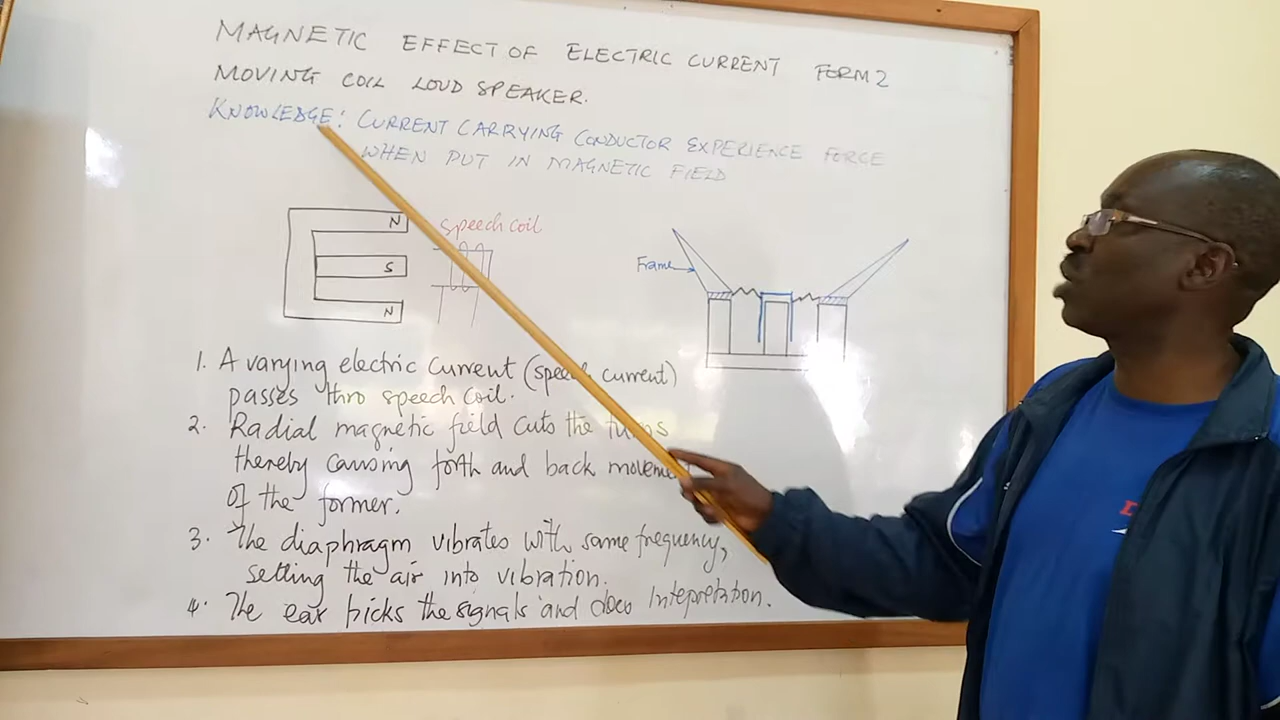 MAGNETIC EFFECT OF ELECTRIC CURRENT FORM 2
MOVING COIL LOUD SPEAKER.
KNOWLEDGE: CURRENT CARRYING CONDUCTOR EXPERIENCE FORCE
WHEN PUT IN MAGNETIC FIELD
N
speech coil
S
N
Frame
1. A varying electric current (speech current)
passes thro speech coil.
2. Radial magnetic field cuts the turns
thereby causing forth and back movement
of the former.
3. The diaphragm vibrates with same frequency,
setting the air into vibration.
4. The ear picks the signals and does Intepretation.